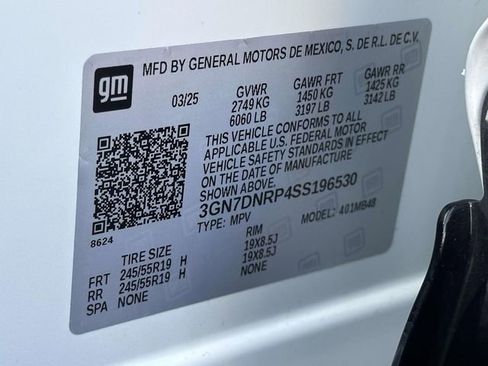 gm
MFD BY GENERAL MOTORS DE MEXICO, S. DE R.L. DE C.V.
03/25 GVWR GAWR FRT GAWR RR
2749 KG 1450 KG 1425 KG
6060 LB 3197 LB 3142 LB
THIS VEHICLE CONFORMS TO ALL
APPLICABLE U.S. FEDERAL MOTOR
VEHICLE SAFETY STANDARDS IN EFFECT
ON THE DATE OF MANUFACTURE
SHOWN ABOVE.
3GN7DNRP4SS196530
TYPE: MPV MODEL: 401MB48
8624
TIRE SIZE RIM
FRT 245/55R19 H 19X8.5J
RR 245/55R19 H 19X8.5J
SPA NONE NONE